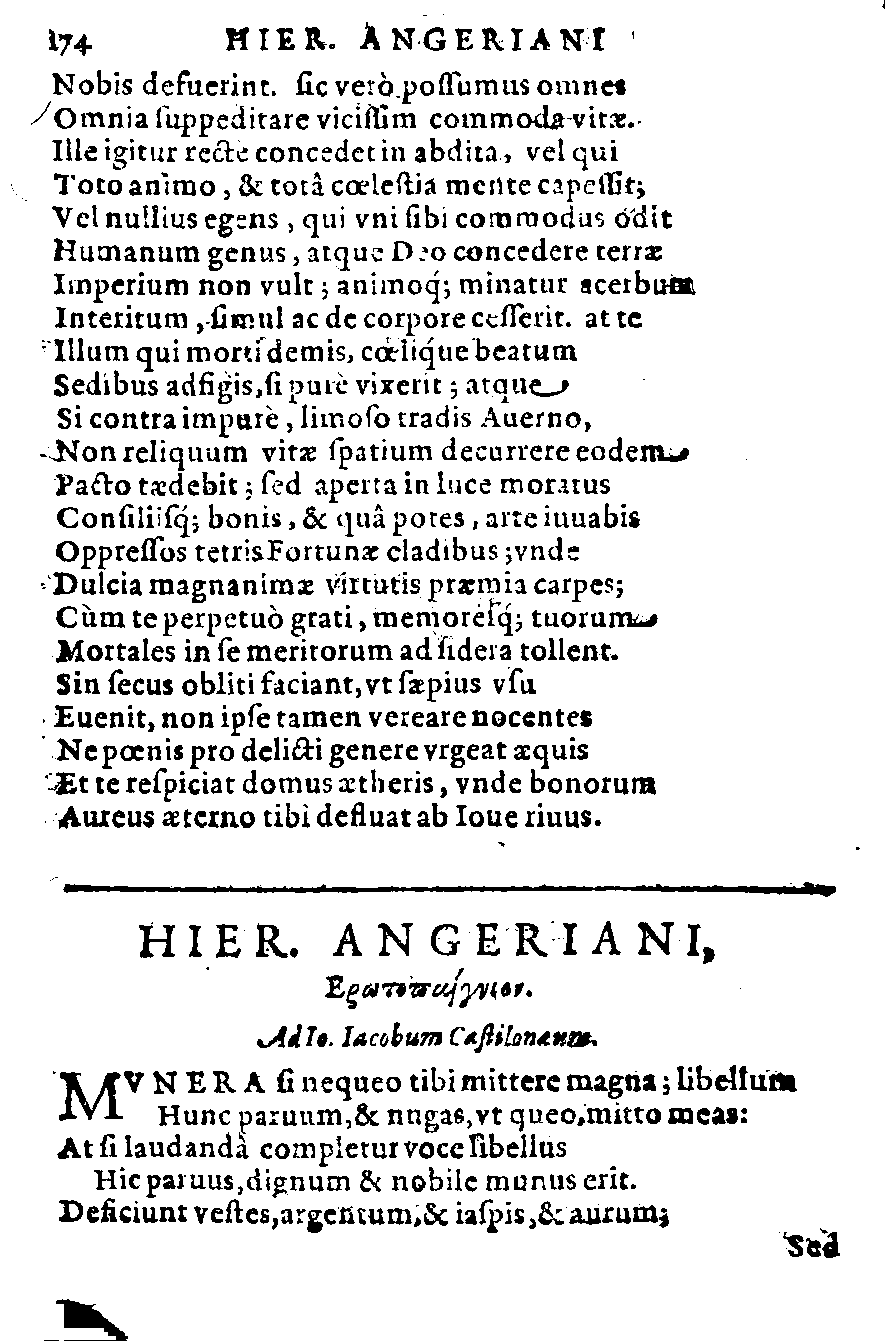 174 HIER. ANGERIANI
Nobis defuerint. ſic verò poſſumus omnes
Omnia ſuppeditare viciſſim commoda vitæ.
Ille igitur rectè concedet in abdita, vel qui
Toto animo, & totâ cœleſtia mente capeſſit;
Vel nullius egens, qui vni ſibi commodus odit
Humanum genus, atque Deo concedere terræ
Imperium non vult; animoq́; minatur acerbum
Interitum, ſimul ac de corpore ceſſerit. at te
Illum qui morti demis, cœliq́ue beatum
Sedibus adfigis, ſi purè vixerit; atque
Si contra impurè, limoſo tradis Auerno,
Non reliquum vitæ ſpatium decurrere eodem
Pacto tædebit; ſed aperta in luce moratus
Conſiliiſq́; bonis, & quâ potes, arte iuuabis
Oppreſſos tetris Fortunæ cladibus; vnde
Dulcia magnanimæ virtutis præmia carpes;
Cùm te perpetuò grati, memoreſq́; tuorum
Mortales in ſe meritorum ad ſidera tollent.
Sin ſecus obliti faciant, vt ſæpius vſu
Euenit, non ipſe tamen vereare nocentes
Ne pœnis pro delicti genere vrgeat æquis
Et te reſpiciat domus ætheris, vnde bonorum
Aureus æterno tibi defluat ab Ioue riuus.
HIER. ANGERIANI,
Ερωτοπαίγνιον.
Ad Io. Iacobum Caſtilonæum.
MVNERA ſi nequeo tibi mittere magna; libellum
Hunc paruum, & nugas, vt queo, mitto meas:
At ſi laudandâ completur voce libellus
Hic paruus, dignum & nobile munus erit.
Deficiunt veſtes, argentum, & iaſpis, & aurum;
Sed